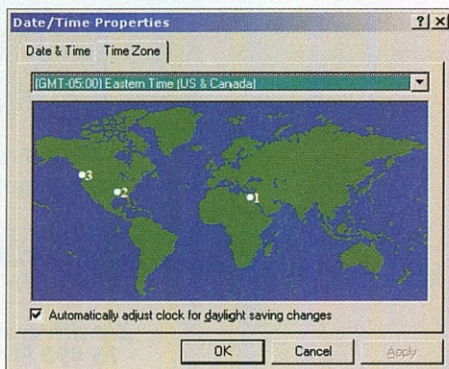 Date/Time Properties
Date & Time Time Zone
(GMT-05:00) Eastern Time (US & Canada)
3
2
1
Automatically adjust clock for daylight saving changes
OK Cancel Apply